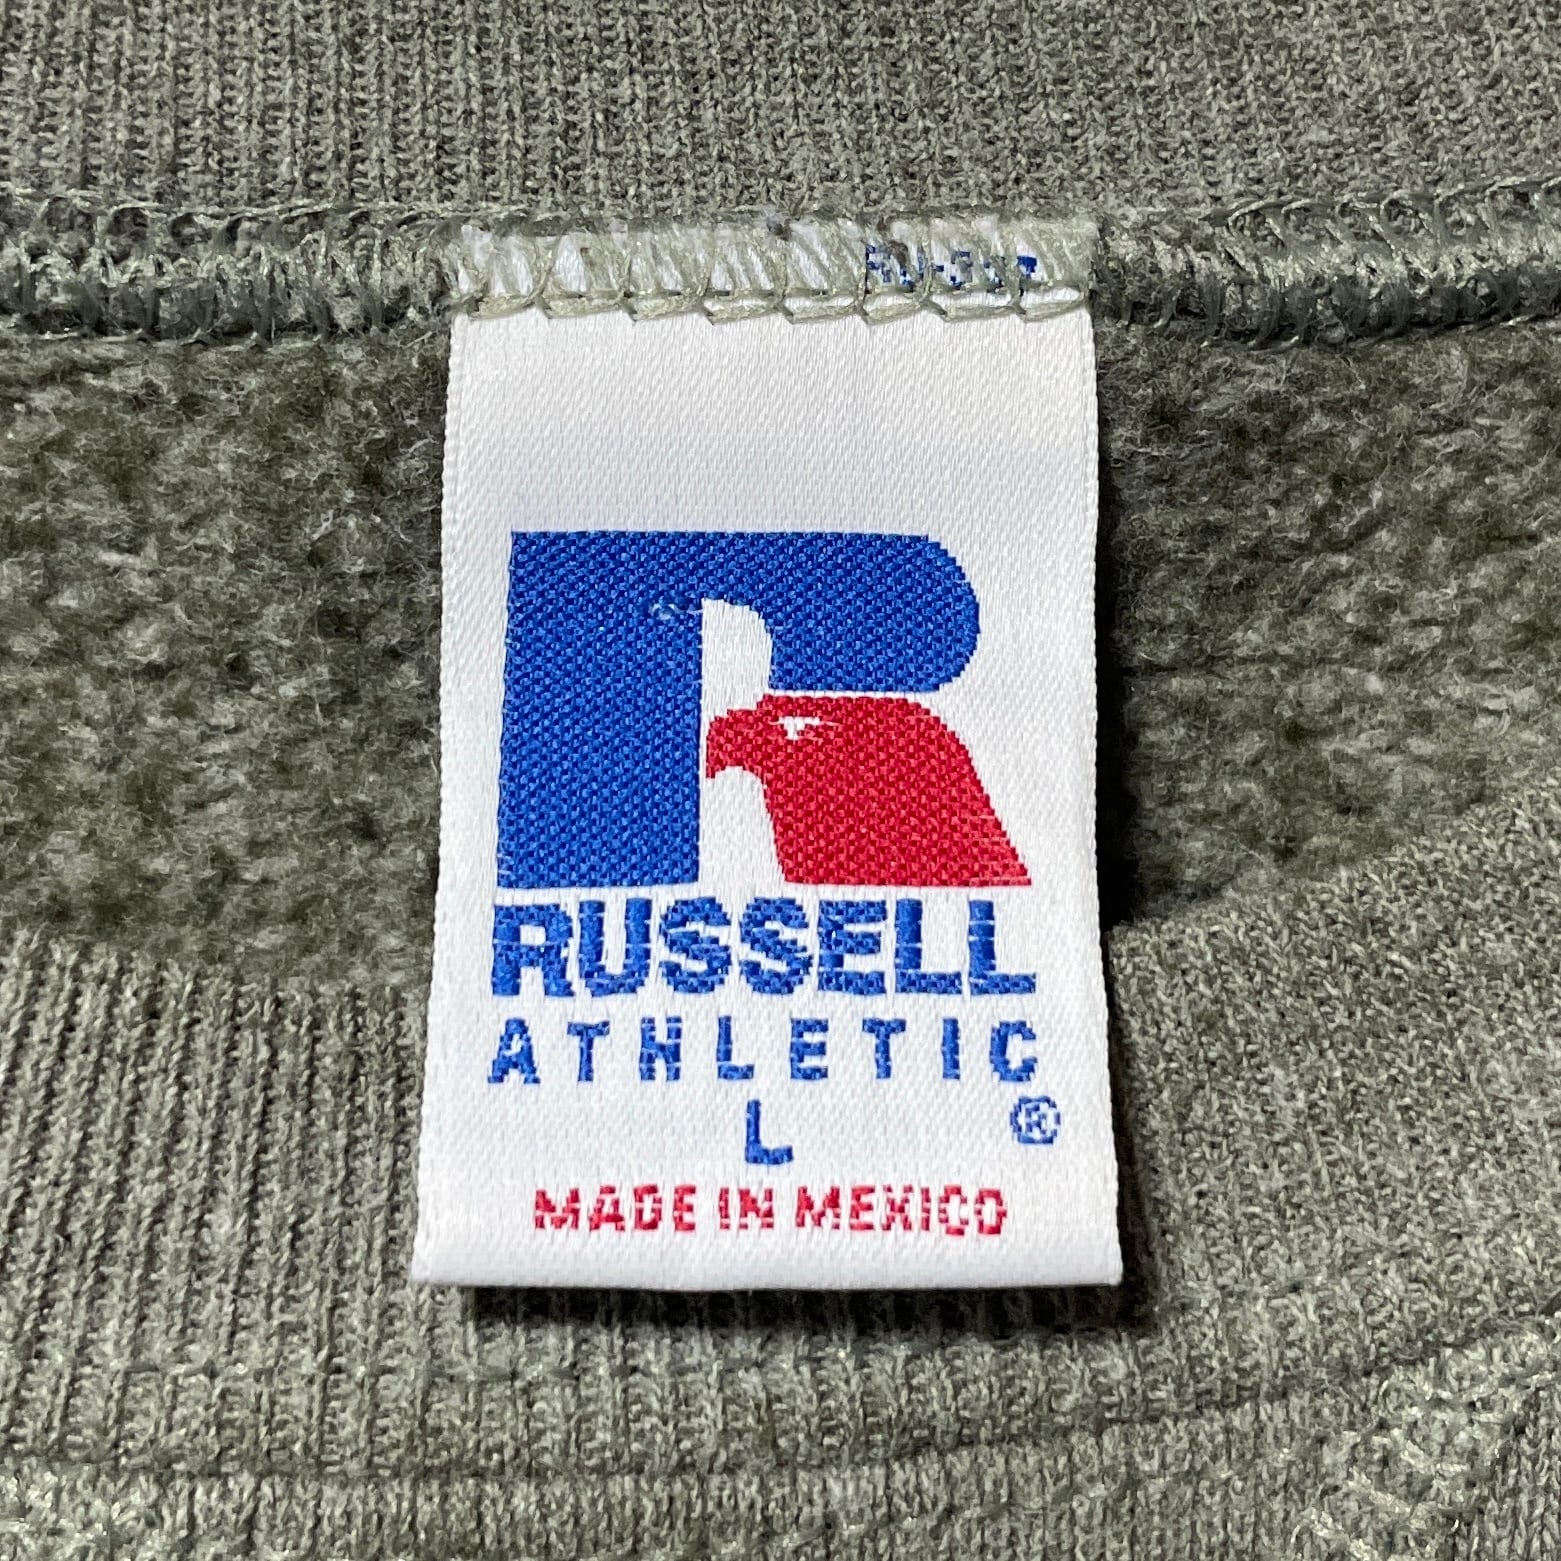 RUSSELL
ATHLETIC
®
L
MADE IN MEXICO